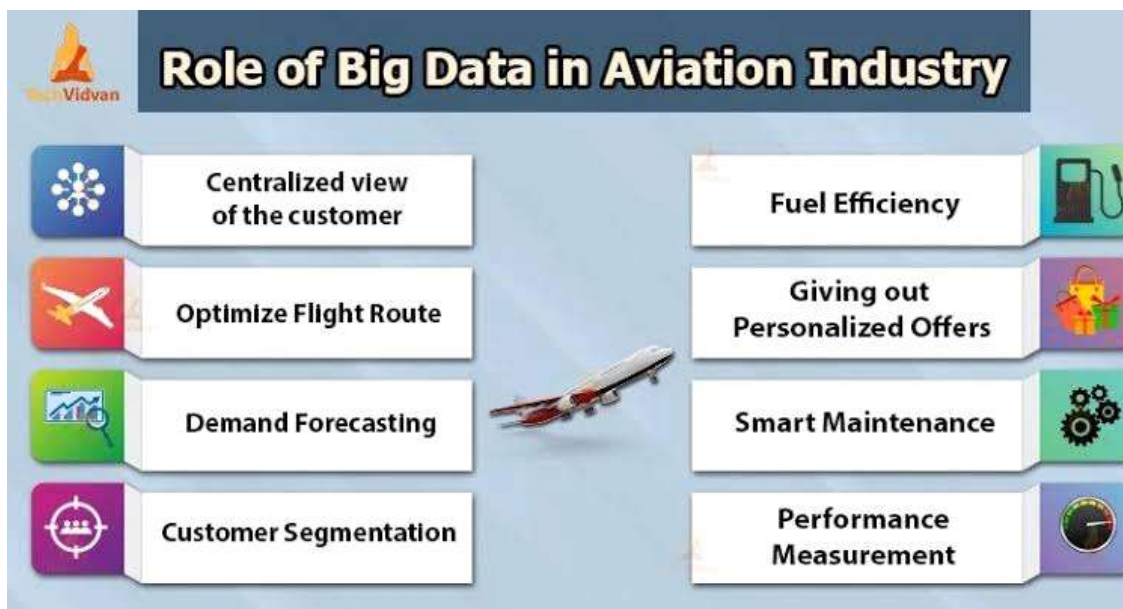 Role of Big Data in Aviation Industry
TechVidvan
Centralized view
of the customer
Optimize Flight Route
Demand Forecasting
Customer Segmentation
Fuel Efficiency
Giving out
Personalized Offers
Smart Maintenance
Performance
Measurement